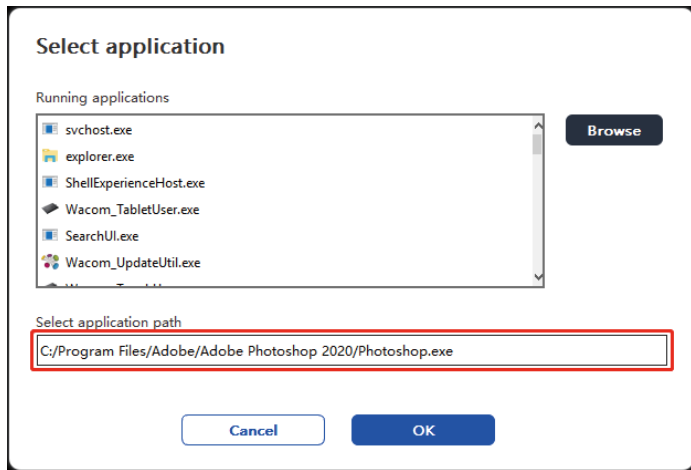 Select application
Running applications
svchost.exe
Browse
explorer.exe
ShellExperienceHost.exe
Wacom_TabletUser.exe
SearchUI.exe
Wacom_UpdateUtil.exe
Select application path
C:/Program Files/Adobe/Adobe Photoshop 2020/Photoshop.exe
Cancel
OK